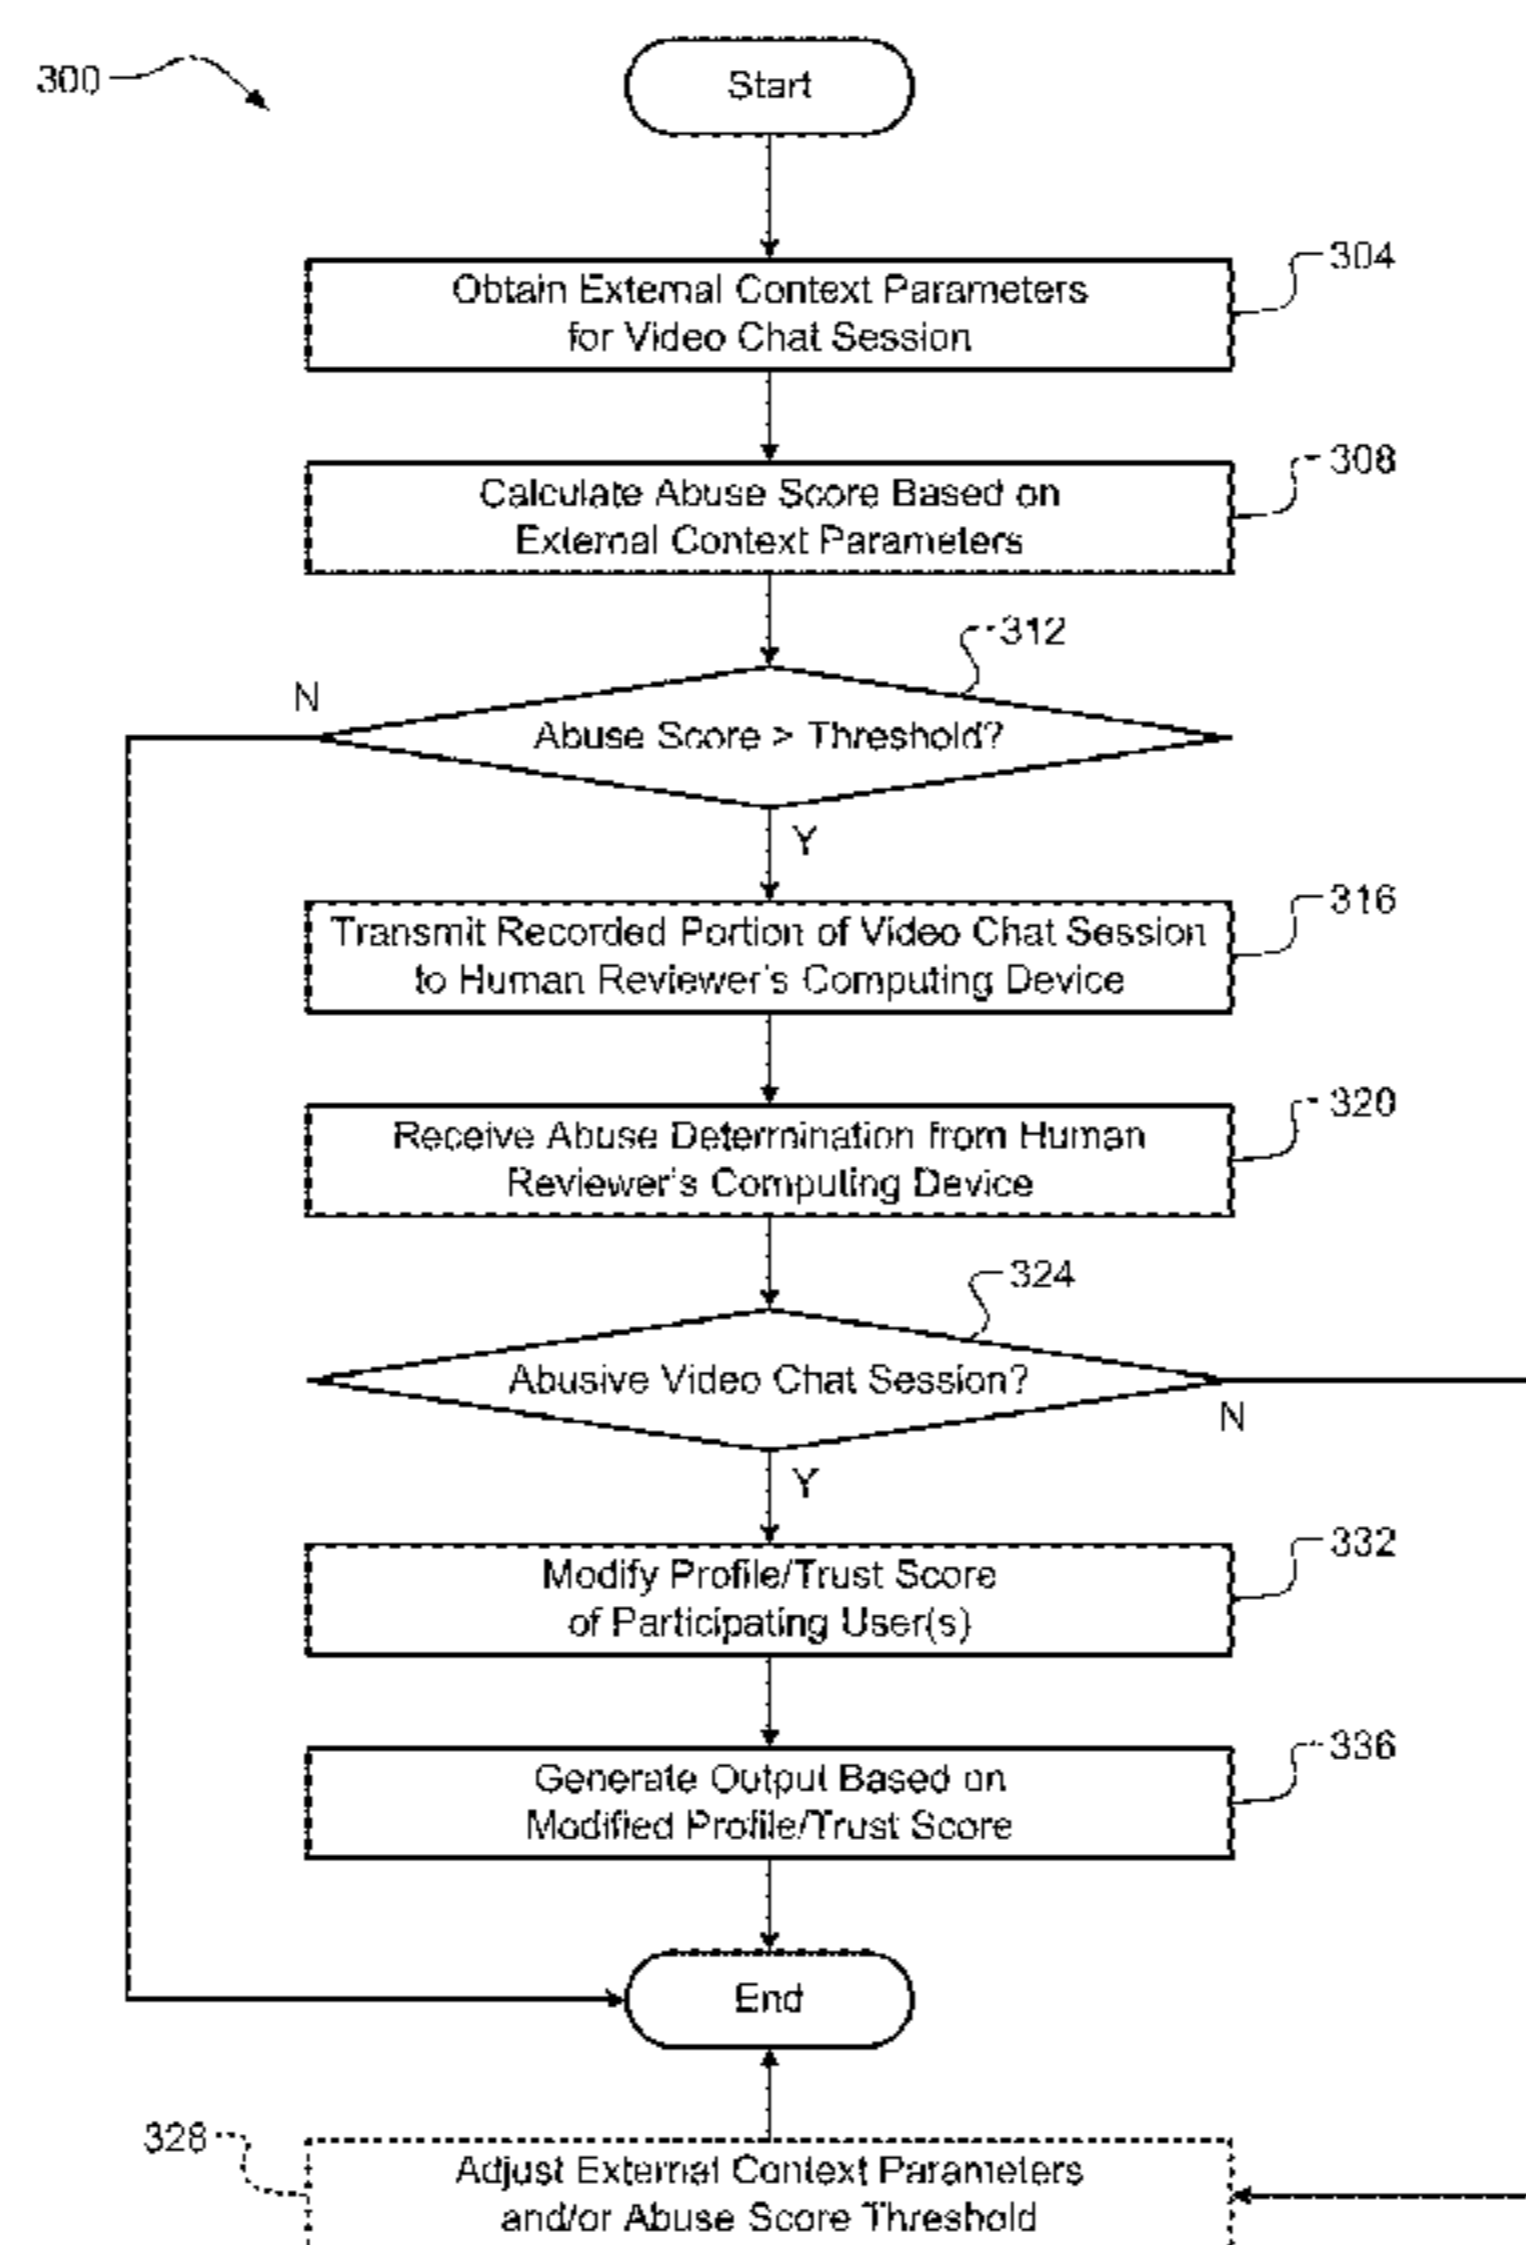 300
Start
304
Obtain External Context Parameters
for Video Chat Session
308
Calculate Abuse Score Based on
External Context Parameters
312
N
Abuse Score > Threshold?
Y
316
Transmit Recorded Portion of Video Chat Session
to Human Reviewer's Computing Device
320
Receive Abuse Determination from Human
Reviewer's Computing Device
324
Abusive Video Chat Session?
N
Y
332
Modify Profile/Trust Score
of Participating User(s)
336
Generate Output Based on
Modified Profile/Trust Score
End
328
Adjust External Context Parameters
and/or Abuse Score Threshold